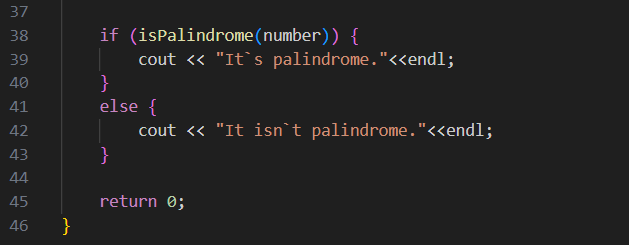 37
38 if (isPalindrome(number)) {
39 cout << "It`s palindrome."<<endl;
40 }
41 else {
42 cout << "It isn`t palindrome."<<endl;
43 }
44
45 return 0;
46 }